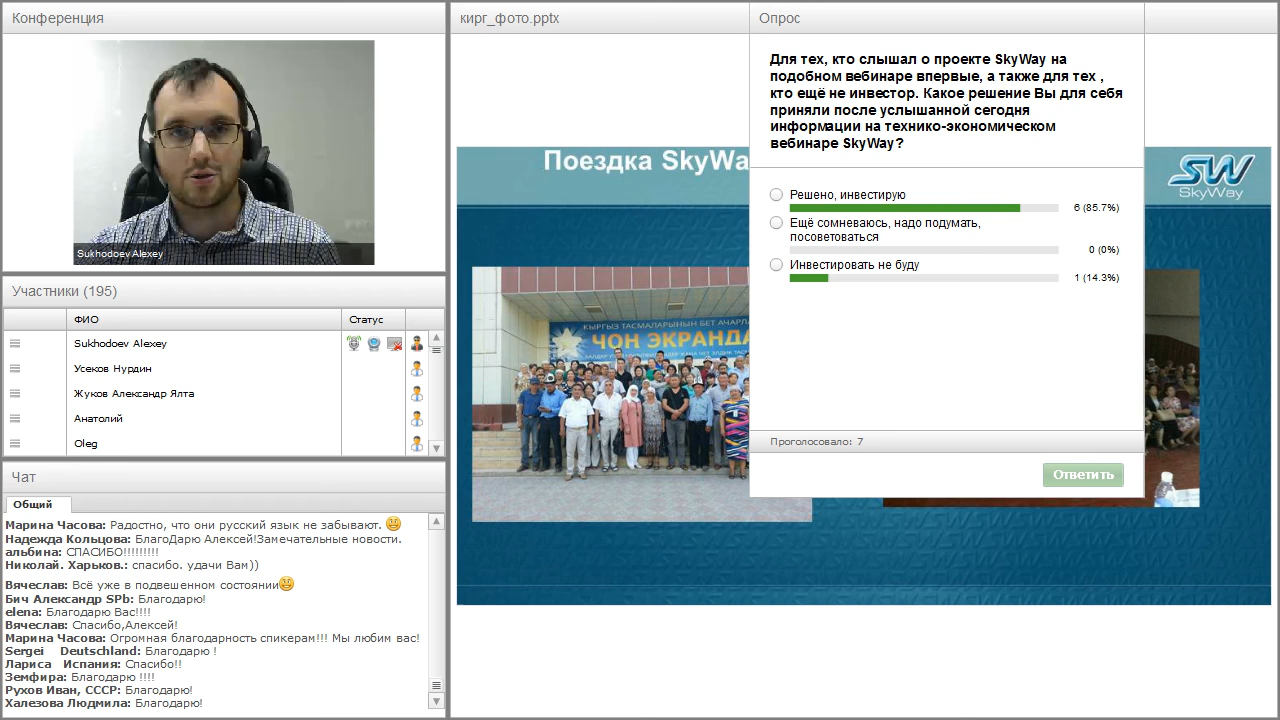 Конференция
Sukhodoev Alexey
Участники (195)
ФИО
Статус
Sukhodoev Alexey
Усеков Нурдин
Жуков Александр Ялта
Анатолий
Oleg
Чат
Общий
Марина Часова: Радостно, что они русский язык не забывают.
Надежда Кольцова: БлагоДарю Алексей!Замечательные новости.
альбина: СПАСИБО!!!!!!!!!
Николай. Харьков.: спасибо. удачи Вам))
Вячеслав: Всё уже в подвешенном состоянии
Бич Александр SPb: Благодарю!
elena: Благодарю Вас!!!!
Вячеслав: Спасибо,Алексей!
Марина Часова: Огромная благодарность спикерам!!! Мы любим вас!
Sergei Deutschland: Благодарю !
Лариса Испания: Спасибо!!
Земфира: Благодарю !!!!
Рухов Иван, СССР: Благодарю!
Халезова Людмила: Благодарю!
кирг_фото.pptx
Поездка SkyWa
SW
SkyWay
КЫРГЫЗ ТАСМАЛАРЫНЫН БЕТ АЧАРЛ
ЧОН ЭКРАНДА
Опрос
Для тех, кто слышал о проекте SkyWay на
подобном вебинаре впервые, а также для тех ,
кто ещё не инвестор. Какое решение Вы для себя
приняли после услышанной сегодня
информации на технико-экономическом
вебинаре SkyWay?
Решено, инвестирую
6 (85.7%)
Ещё сомневаюсь, надо подумать,
посоветоваться
0 (0%)
Инвестировать не буду
1 (14.3%)
Проголосовало: 7
Ответить